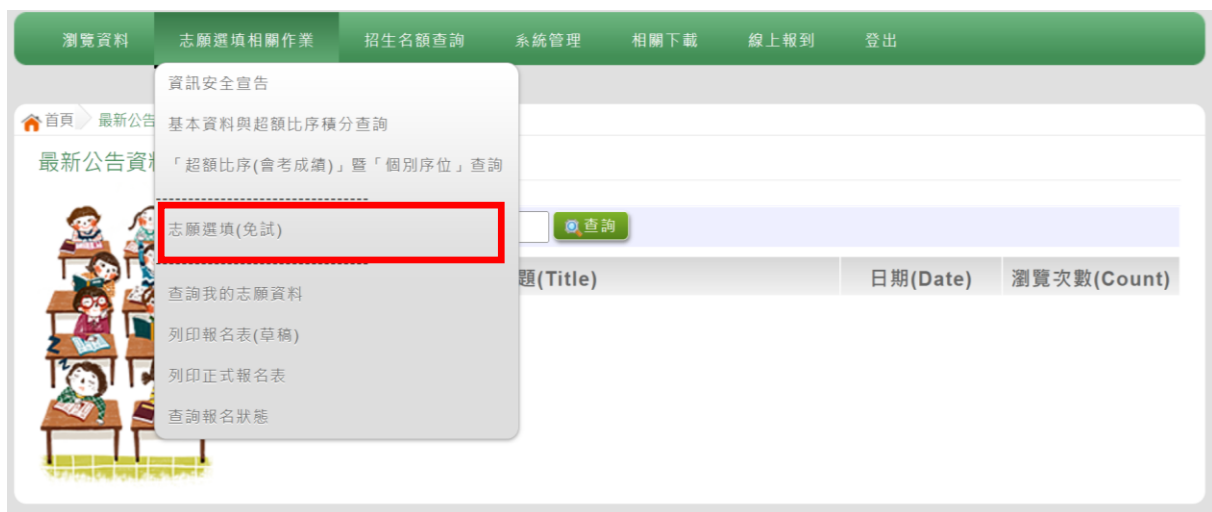 瀏覽資料 志願選填相關作業 招生名額查詢 系統管理 相關下載 線上報到 登出
資訊安全宣告
基本資料與超額比序積分查詢
「超額比序(會考成績)」暨「個別序位」查詢
志願選填(免試)
查詢我的志願資料
列印報名表(草稿)
列印正式報名表
查詢報名狀態
首頁 最新公告
最新公告資
查詢
題(Title) 日期(Date) 瀏覽次數(Count)